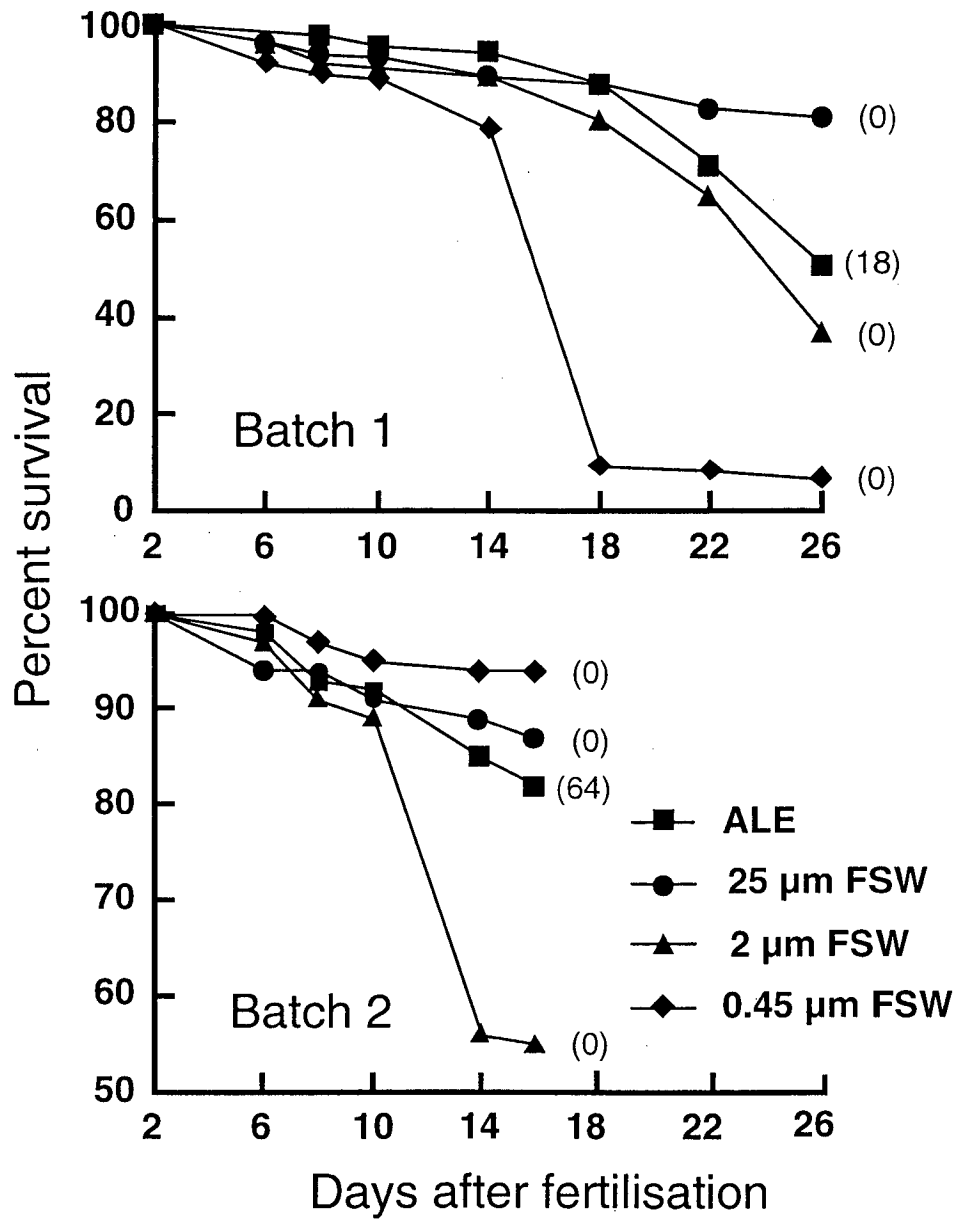 Percent survival
100
80
60
40
20
0
(0)
(18)
(0)
(0)
Batch 1
2 6 10 14 18 22 26
100
90
80
70
60
50
(0)
(0)
(64)
(0)
ALE
25 µm FSW
2 µm FSW
0.45 µm FSW
Batch 2
2 6 10 14 18 22 26
Days after fertilisation